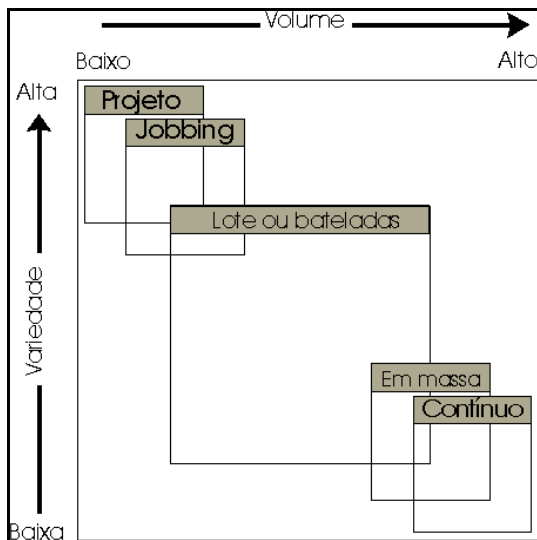 Volume
Baixo
Alto
Alta
Projeto
Jobbing
Lote ou bateladas
Variedade
Em massa
Contínuo
Baixa